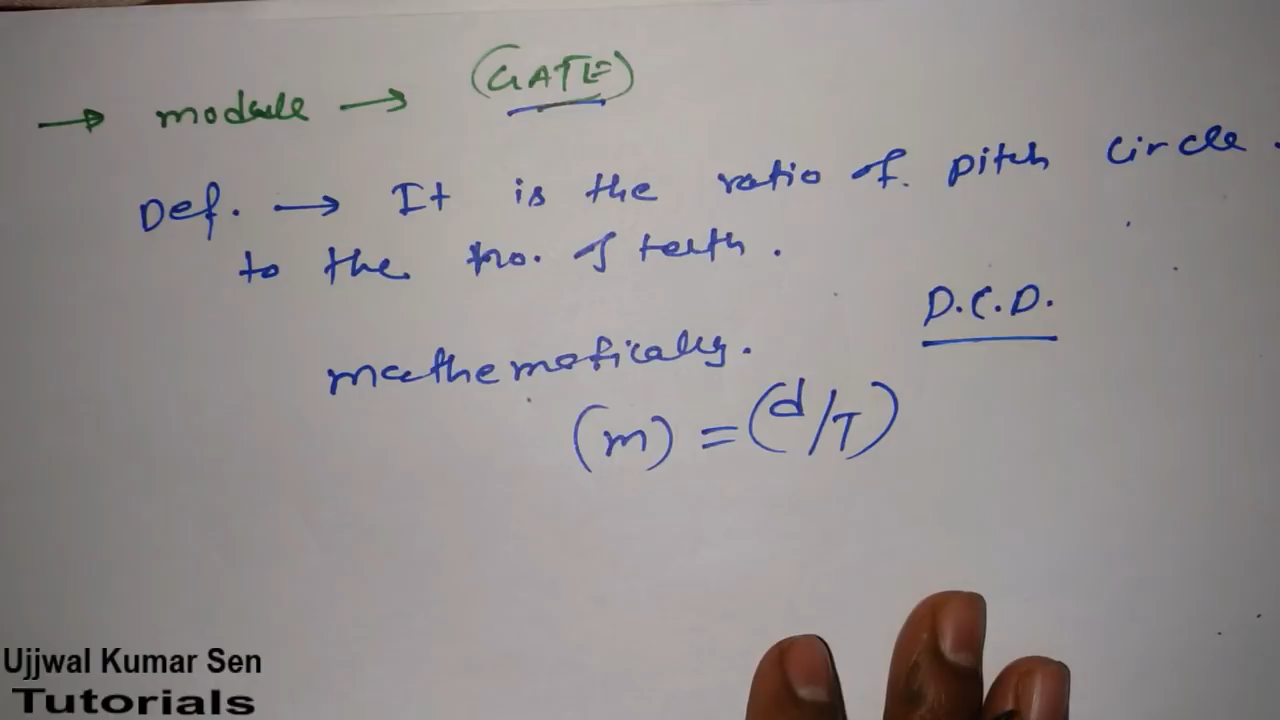 → module → (GATE)
Def. → It is the ratio of pitch circle.
to the no. of teeth.
D.C.D.
mathematically.
(m) = (d/T)
Ujjwal Kumar Sen
Tutorials